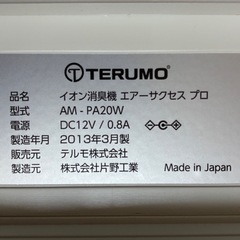 TERUMO®
品名 イオン消臭機 エアーサクセス プロ
型式 AM - PA20W
電源 DC12V / 0.8A
製造年月 2013年3月製
販売元 テルモ株式会社
製造元 株式会社片野工業 Made in Japan